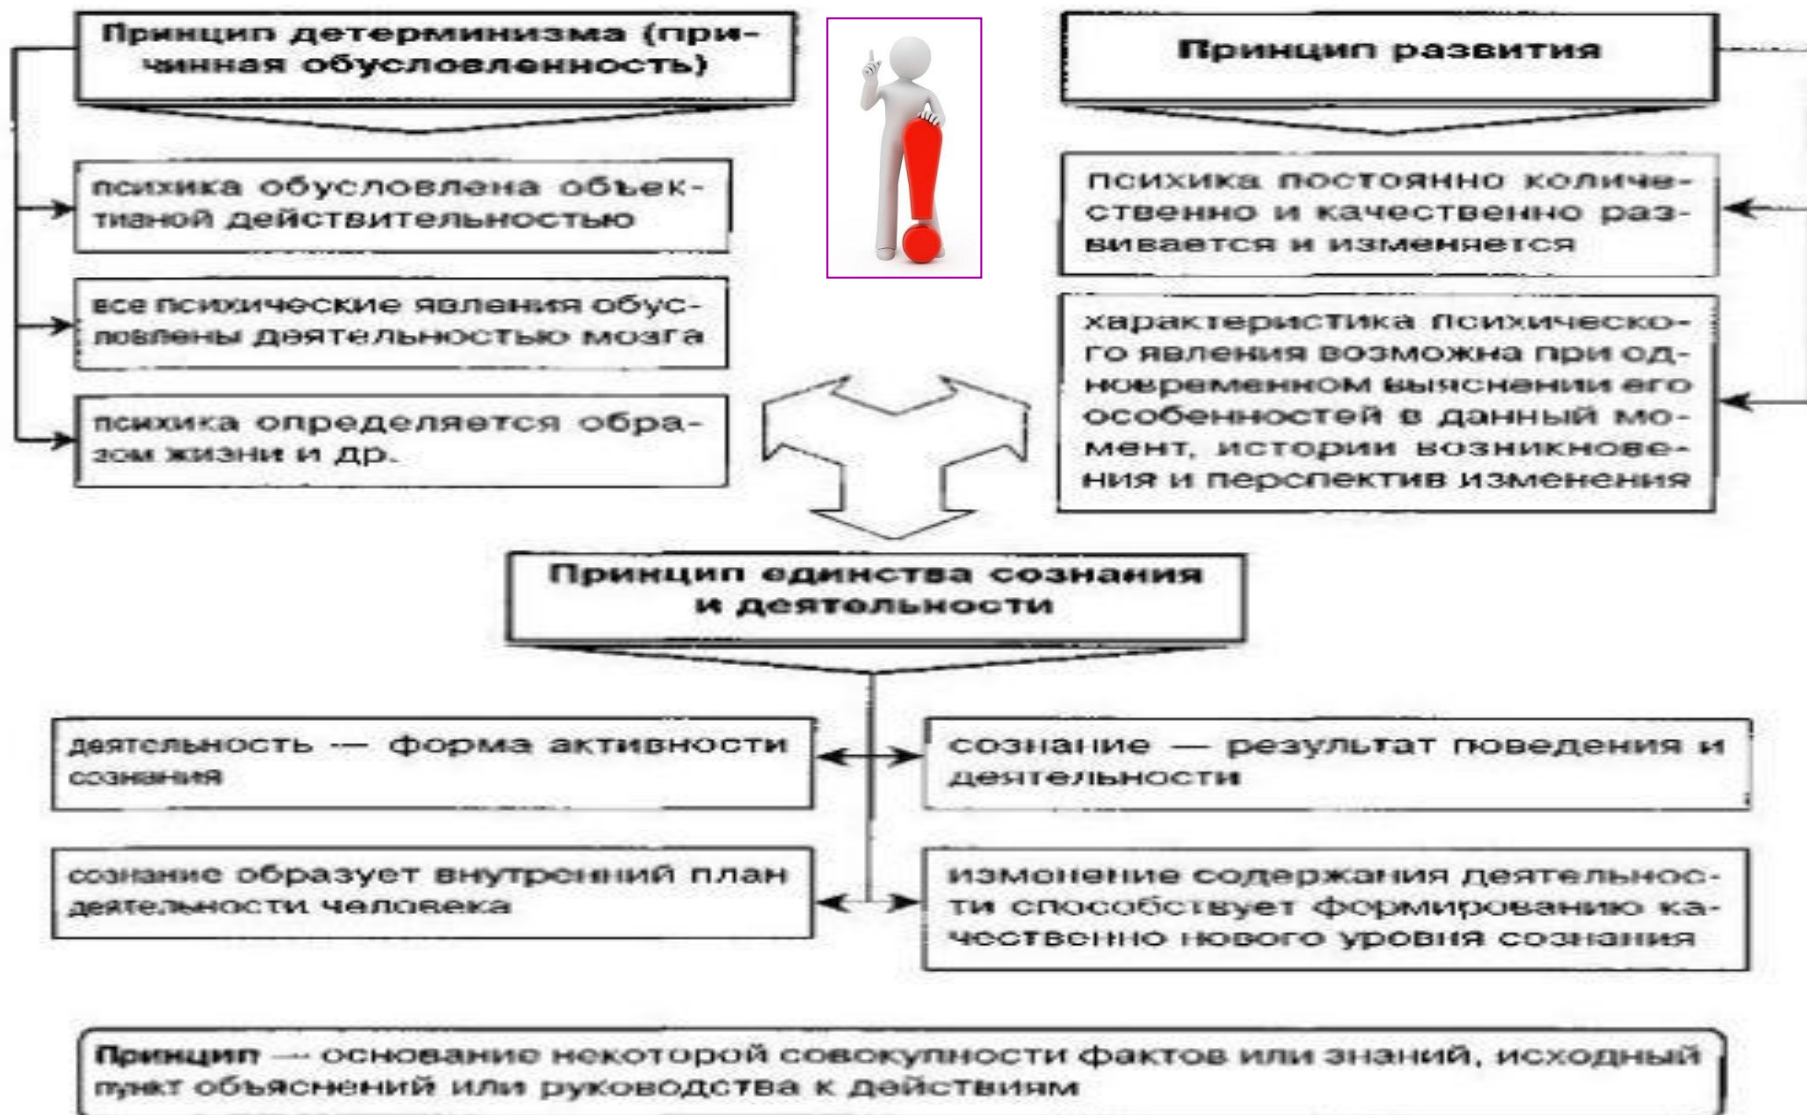 Принцип детерминизма (при-
чинная обусловленность)
психика обусловлена объек-
тивной действительностью
все психические явления обус-
ловлены деятельностью мозга
психика определяется обра-
зом жизни и др.
Принцип развития
психика постоянно количе-
ственно и качественно раз-
вивается и изменяется
характеристика психическо-
го явления возможна при од-
новременном выяснении его
особенностей в данный мо-
мент, истории возникнове-
ния и перспектив изменения
Принцип единства сознания
и деятельности
деятельность — форма активности
сознания
сознание — результат поведения и
деятельности
сознание образует внутренний план
деятельности человека
изменение содержания деятельнос-
ти способствует формированию ка-
чественно нового уровня сознания
Принцип — основание некоторой совокупности фактов или знаний, исходный
пункт объяснений или руководства к действиям